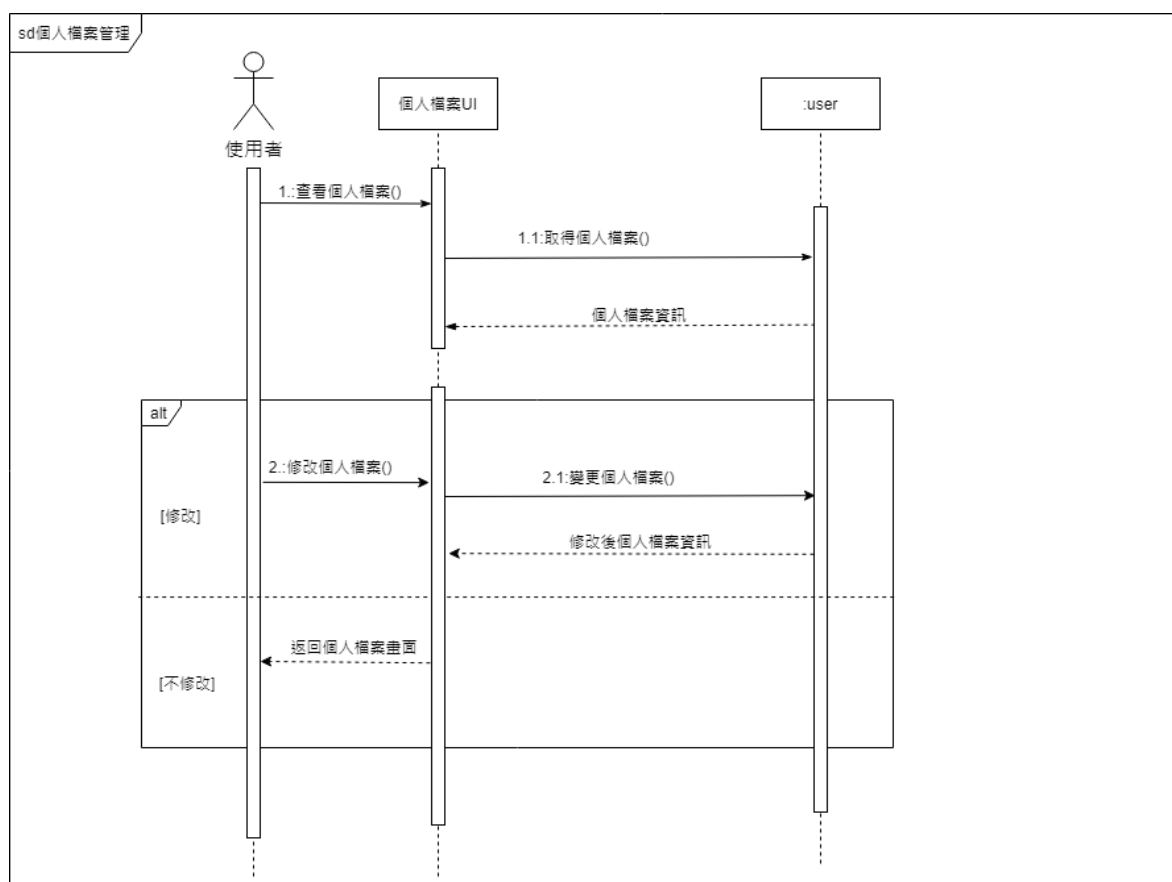 sd個人檔案管理
使用者
個人檔案UI
:user
1.:查看個人檔案()
1.1:取得個人檔案()
個人檔案資訊
alt
2.:修改個人檔案()
2.1:變更個人檔案()
[修改]
修改後個人檔案資訊
返回個人檔案畫面
[不修改]